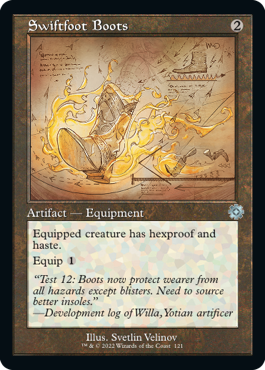 Swiftfoot Boots 2
Artifact — Equipment
Equipped creature has hexproof and
haste.
Equip 1
“Test 12: Boots now protect wearer from
all hazards except blisters. Need to source
better insoles.”
—Development log of Willa, Yotian artificer
Illus. Svetlin Velinov
™ & © 2022 Wizards of the Coast 121